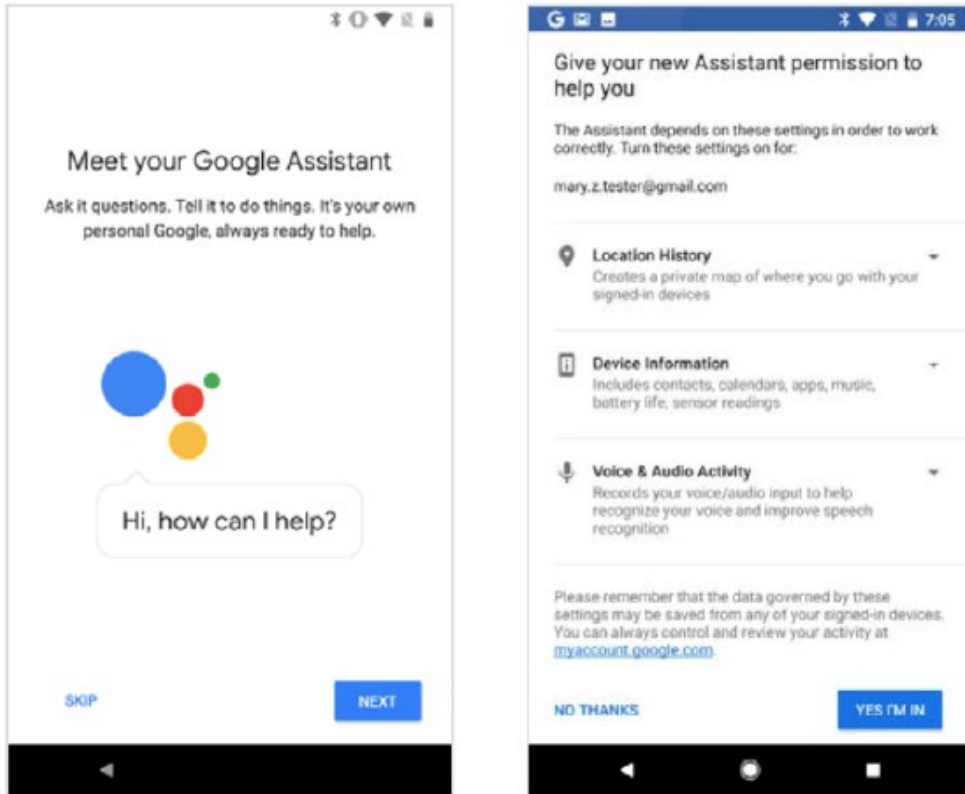 Meet your Google Assistant
Ask it questions. Tell it to do things. It's your own
personal Google, always ready to help.
Hi, how can I help?
SKIP
NEXT
7:05
Give your new Assistant permission to
help you
The Assistant depends on these settings in order to work
correctly. Turn these settings on for:
mary.z.tester@gmail.com
Location History
Creates a private map of where you go with your
signed-in devices
Device Information
Includes contacts, calendars, apps, music,
battery life, sensor readings
Voice & Audio Activity
Records your voice/audio input to help
recognize your voice and improve speech
recognition
Please remember that the data governed by these
settings may be saved from any of your signed-in devices.
You can always control and review your activity at
myaccount.google.com.
NO THANKS
YES I'M IN